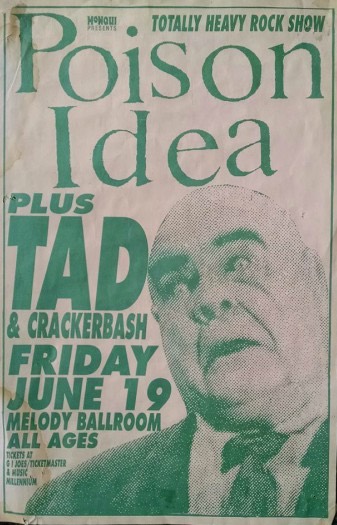 MONQUI
PRESENTS
TOTALLY HEAVY ROCK SHOW
Poison
Idea
PLUS
TAD
& CRACKERBASH
FRIDAY
JUNE 19
MELODY BALLROOM
ALL AGES
TICKETS AT
G I JOES/TICKETMASTER
& MUSIC
MILLENNIUM